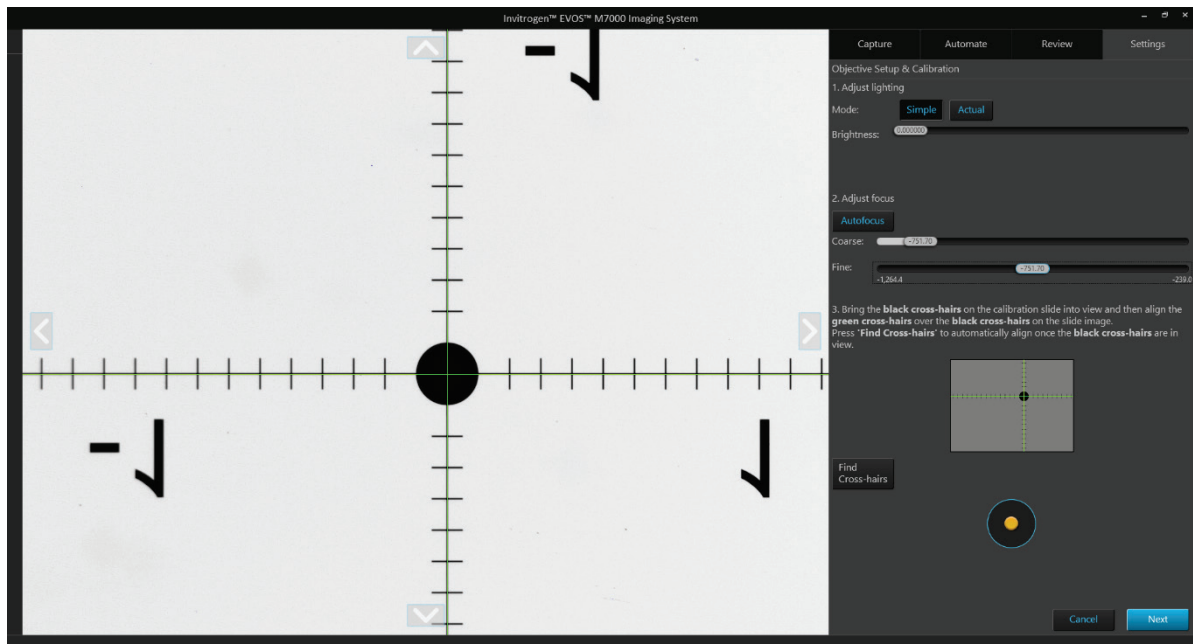 Invitrogen™ EVOS™ M7000 Imaging System
Capture Automate Review Settings
Objective Setup & Calibration
1. Adjust lighting
Mode: Simple Actual
Brightness: 0.000000
2. Adjust focus
Autofocus
Coarse: -751.70
Fine: -751.70
-1,264.4 -239.0
3. Bring the black cross-hairs on the calibration slide into view and then align the
green cross-hairs over the black cross-hairs on the slide image.
Press "Find Cross-hairs" to automatically align once the black cross-hairs are in
view.
Find
Cross-hairs
Cancel Next
-1
-1 1